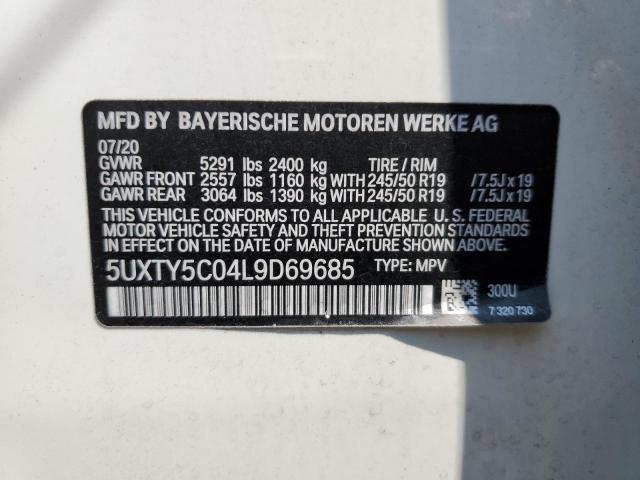 MFD BY BAYERISCHE MOTOREN WERKE AG
07/20
GVWR 5291 lbs 2400 kg TIRE / RIM
GAWR FRONT 2557 lbs 1160 kg WITH 245/50 R19 /7.5J x 19
GAWR REAR 3064 lbs 1390 kg WITH 245/50 R19 /7.5J x 19
THIS VEHICLE CONFORMS TO ALL APPLICABLE U. S. FEDERAL
MOTOR VEHICLE SAFETY AND THEFT PREVENTION STANDARDS
IN EFFECT ON THE DATE OF MANUFACTURE SHOWN ABOVE.
5UXTY5C04L9D69685 TYPE: MPV
300U
7 320 730